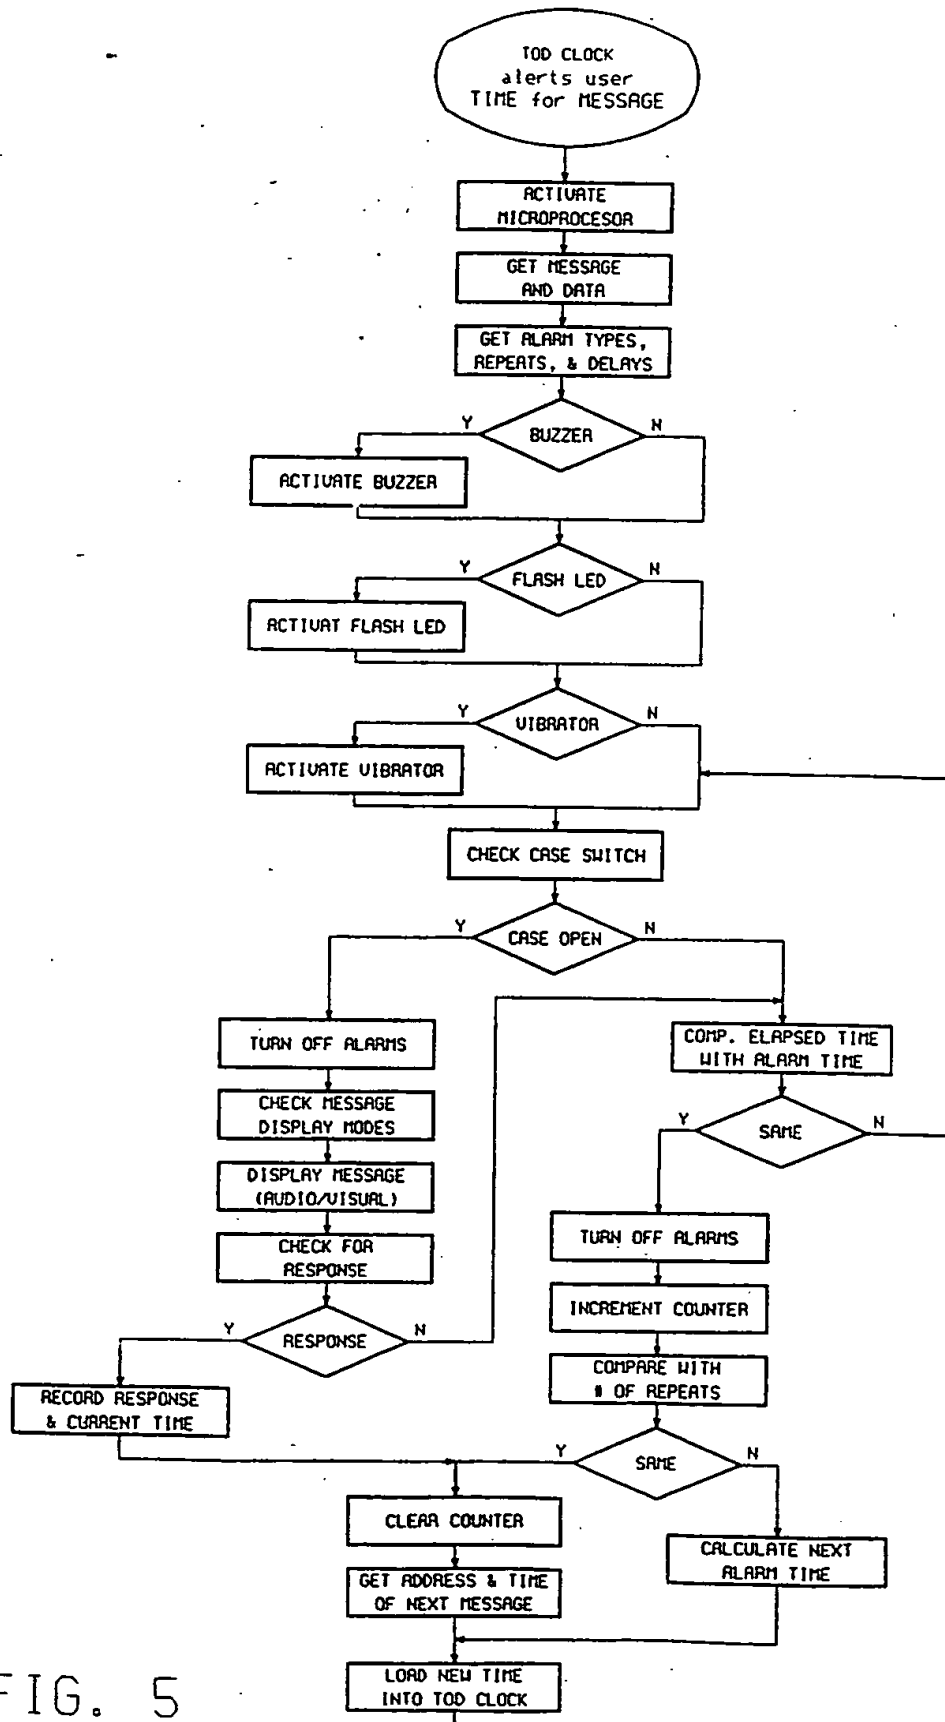 TOD CLOCK
alerts user
TIME for MESSAGE
ACTIVATE
MICROPROCESOR
GET MESSAGE
AND DATA
GET ALARM TYPES,
REPEATS, & DELAYS
Y
BUZZER
N
ACTIVATE BUZZER
Y
FLASH LED
N
ACTIVAT FLASH LED
Y
VIBRATOR
N
ACTIVATE VIBRATOR
CHECK CASE SWITCH
Y
CASE OPEN
N
TURN OFF ALARMS
COMP. ELAPSED TIME
WITH ALARM TIME
CHECK MESSAGE
DISPLAY MODES
Y
SAME
N
DISPLAY MESSAGE
(AUDIO/VISUAL)
TURN OFF ALARMS
CHECK FOR
RESPONSE
INCREMENT COUNTER
Y
RESPONSE
N
COMPARE WITH
# OF REPEATS
RECORD RESPONSE
& CURRENT TIME
Y
SAME
N
CLEAR COUNTER
CALCULATE NEXT
ALARM TIME
GET ADDRESS & TIME
OF NEXT MESSAGE
LOAD NEW TIME
INTO TOD CLOCK
FIG. 5